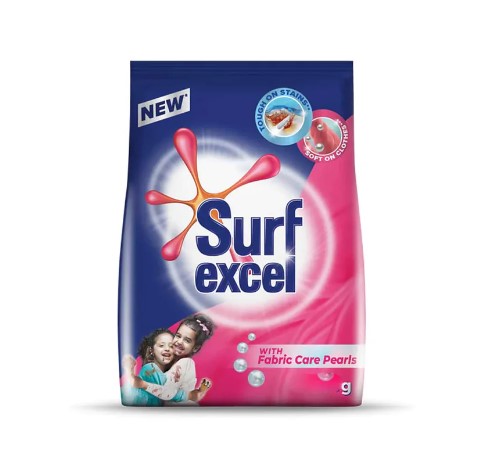 NEW*
TOUGH ON STAINS*
SOFT ON CLOTHES*
Surf
excel
WITH
Fabric Care Pearls
g